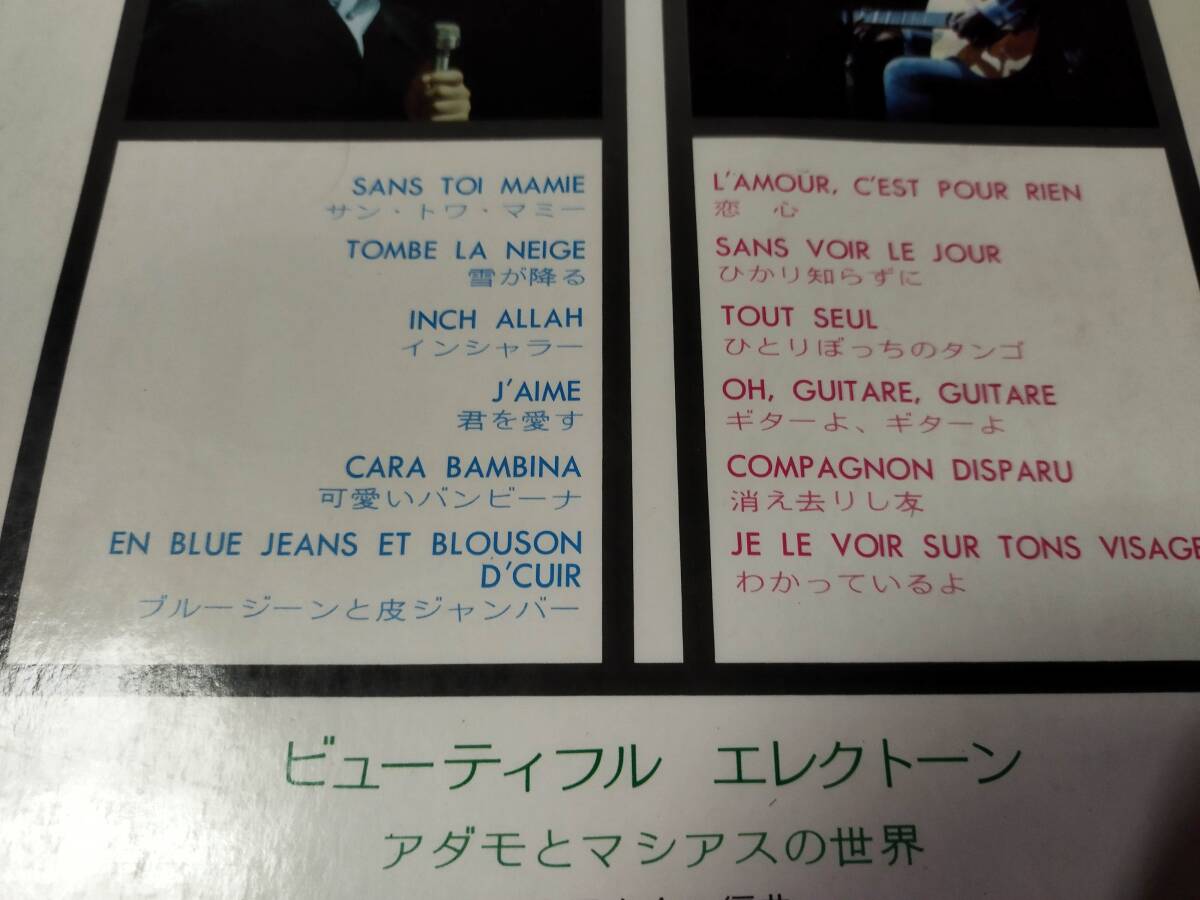 SANS TOI MAMIE
サン・トワ・マミー
TOMBE LA NEIGE
雪が降る
INCH ALLAH
インシャラー
J'AIME
君を愛す
CARA BAMBINA
可愛いバンビーナ
EN BLUE JEANS ET BLOUSON
D'CUIR
ブルージーンと皮ジャンバー
L'AMOUR, C'EST POUR RIEN
恋 心
SANS VOIR LE JOUR
ひかり知らずに
TOUT SEUL
ひとりぼっちのタンゴ
OH, GUITARE, GUITARE
ギターよ、ギターよ
COMPAGNON DISPARU
消え去りし友
JE LE VOIR SUR TONS VISAGE
わかっているよ
ビューティフル エレクトーン
アダモとマシアスの世界